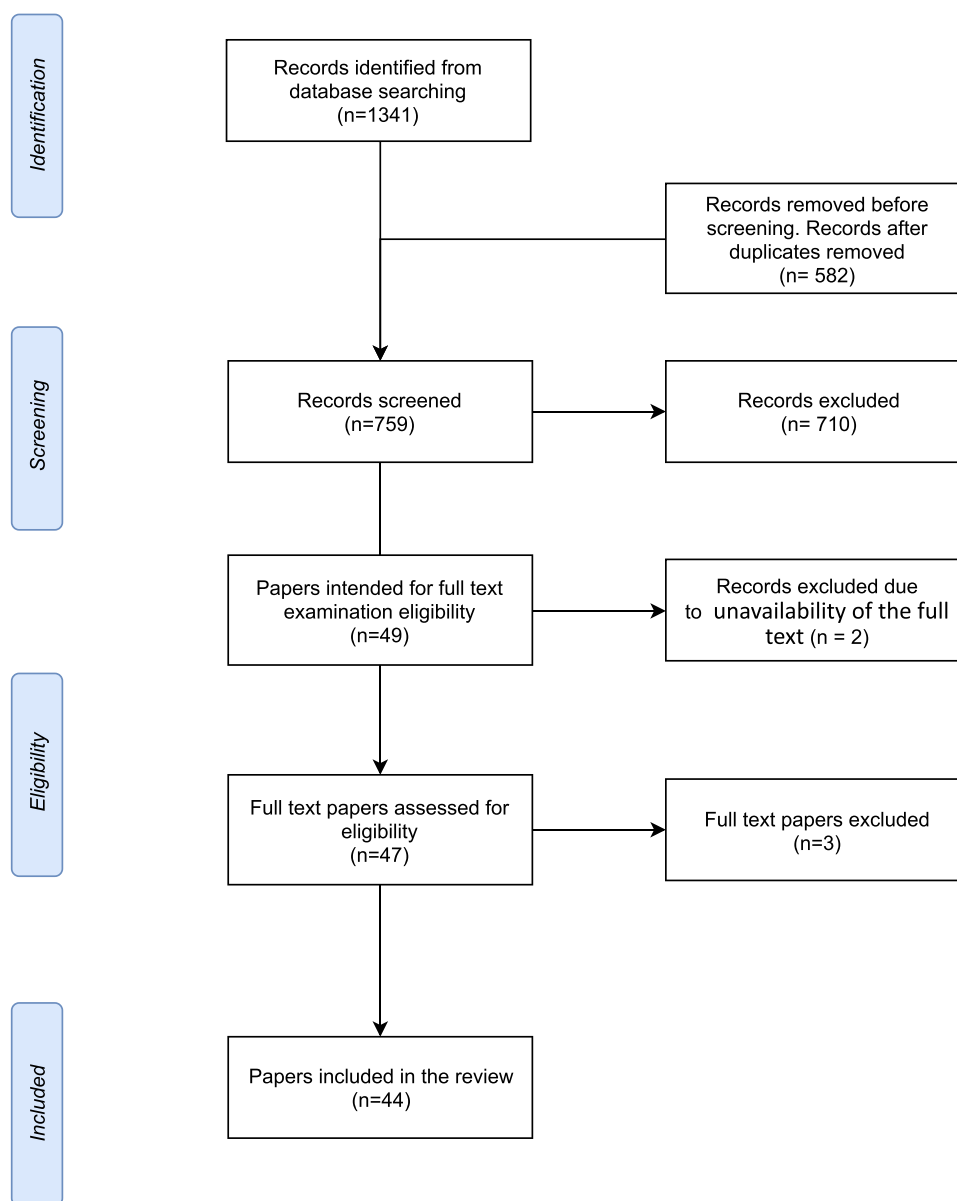 Identification
Records identified from
database searching
(n=1341)
Records removed before
screening. Records after
duplicates removed
(n= 582)
Screening
Records screened
(n=759)
Records excluded
(n= 710)
Papers intended for full text
examination eligibility
(n=49)
Records excluded due
to unavailability of the full
text (n = 2)
Eligibility
Full text papers assessed for
eligibility
(n=47)
Full text papers excluded
(n=3)
Included
Papers included in the review
(n=44)